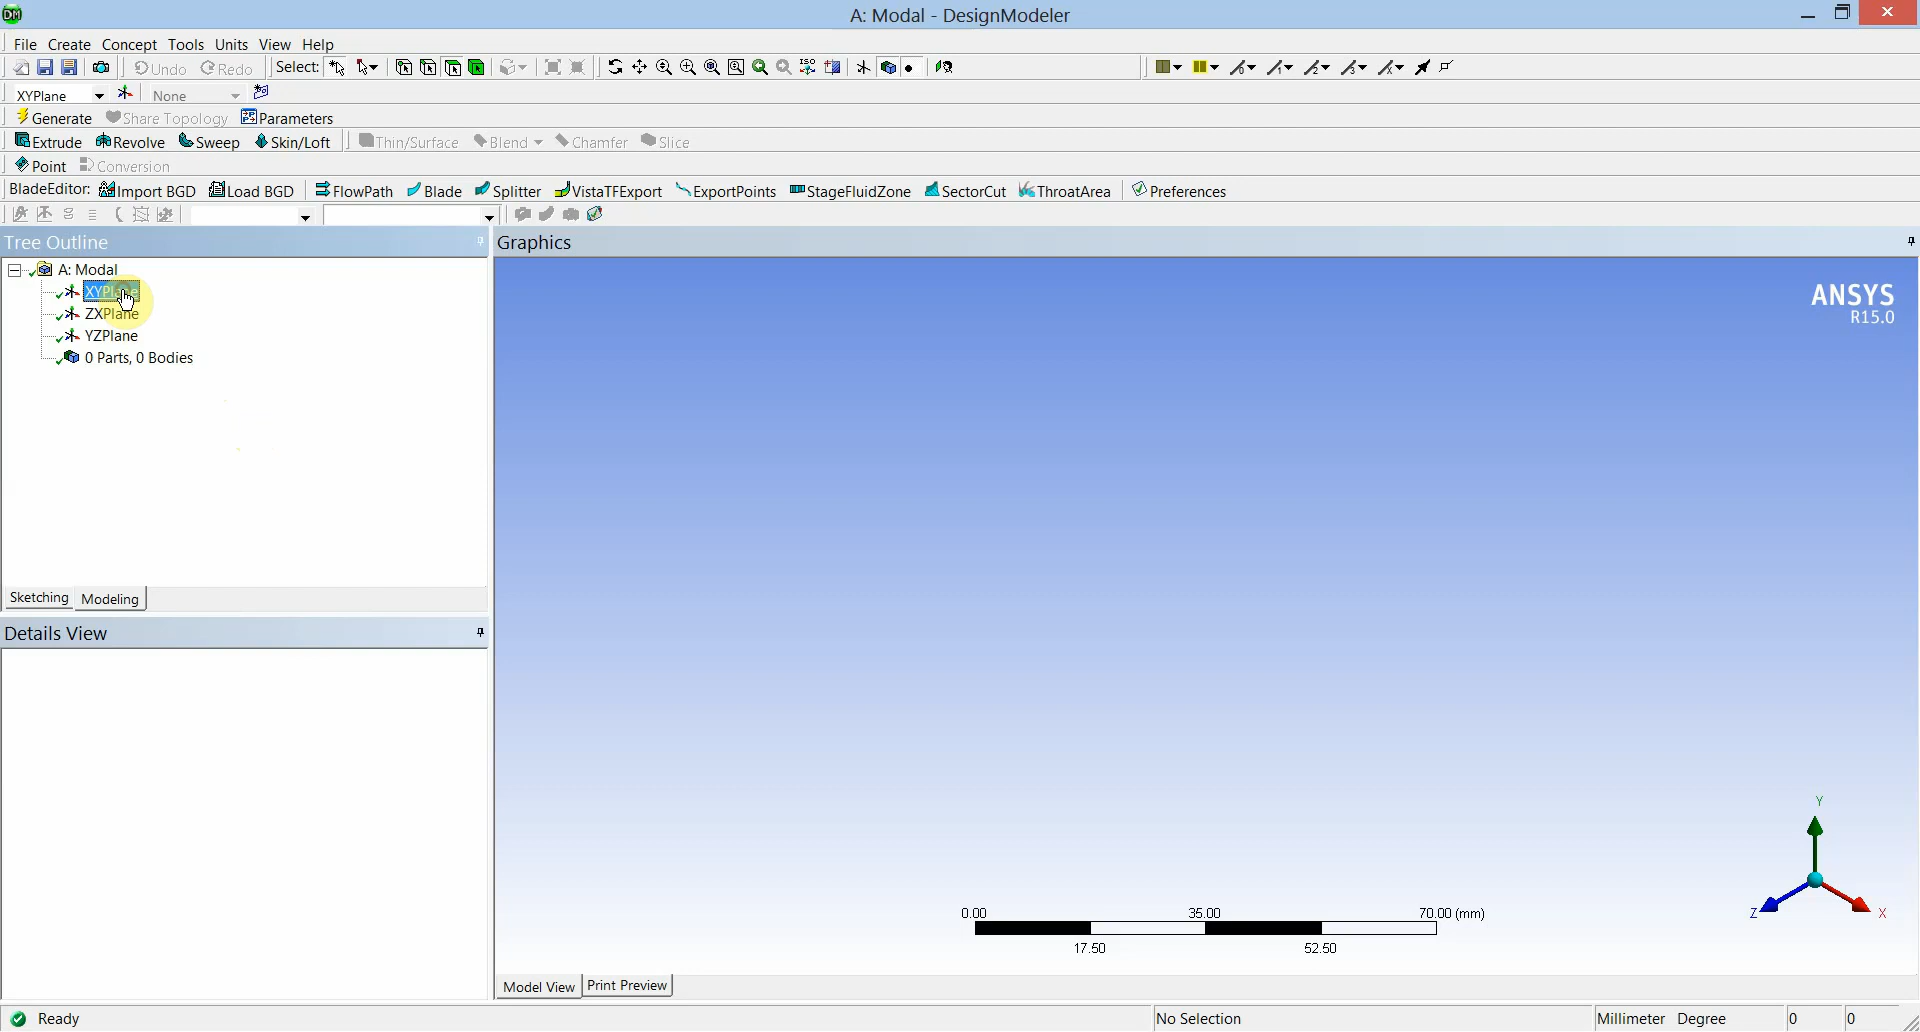 A: Modal - DesignModeler
File Create Concept Tools Units View Help
Undo Redo Select: ISO
XYPlane None
Generate Share Topology Parameters
Extrude Revolve Sweep Skin/Loft Thin/Surface Blend Chamfer Slice
Point Conversion
BladeEditor: Import BGD Load BGD FlowPath Blade Splitter VistaTFExport ExportPoints StageFluidZone SectorCut ThroatArea Preferences
Tree Outline
Graphics
A: Modal
XYPlane
ZXPlane
YZPlane
0 Parts, 0 Bodies
ANSYS
R15.0
Sketching Modeling
Details View
Y
Z
X
0.00 35.00 70.00 (mm)
17.50 52.50
Model View Print Preview
Ready No Selection Millimeter Degree 0 0